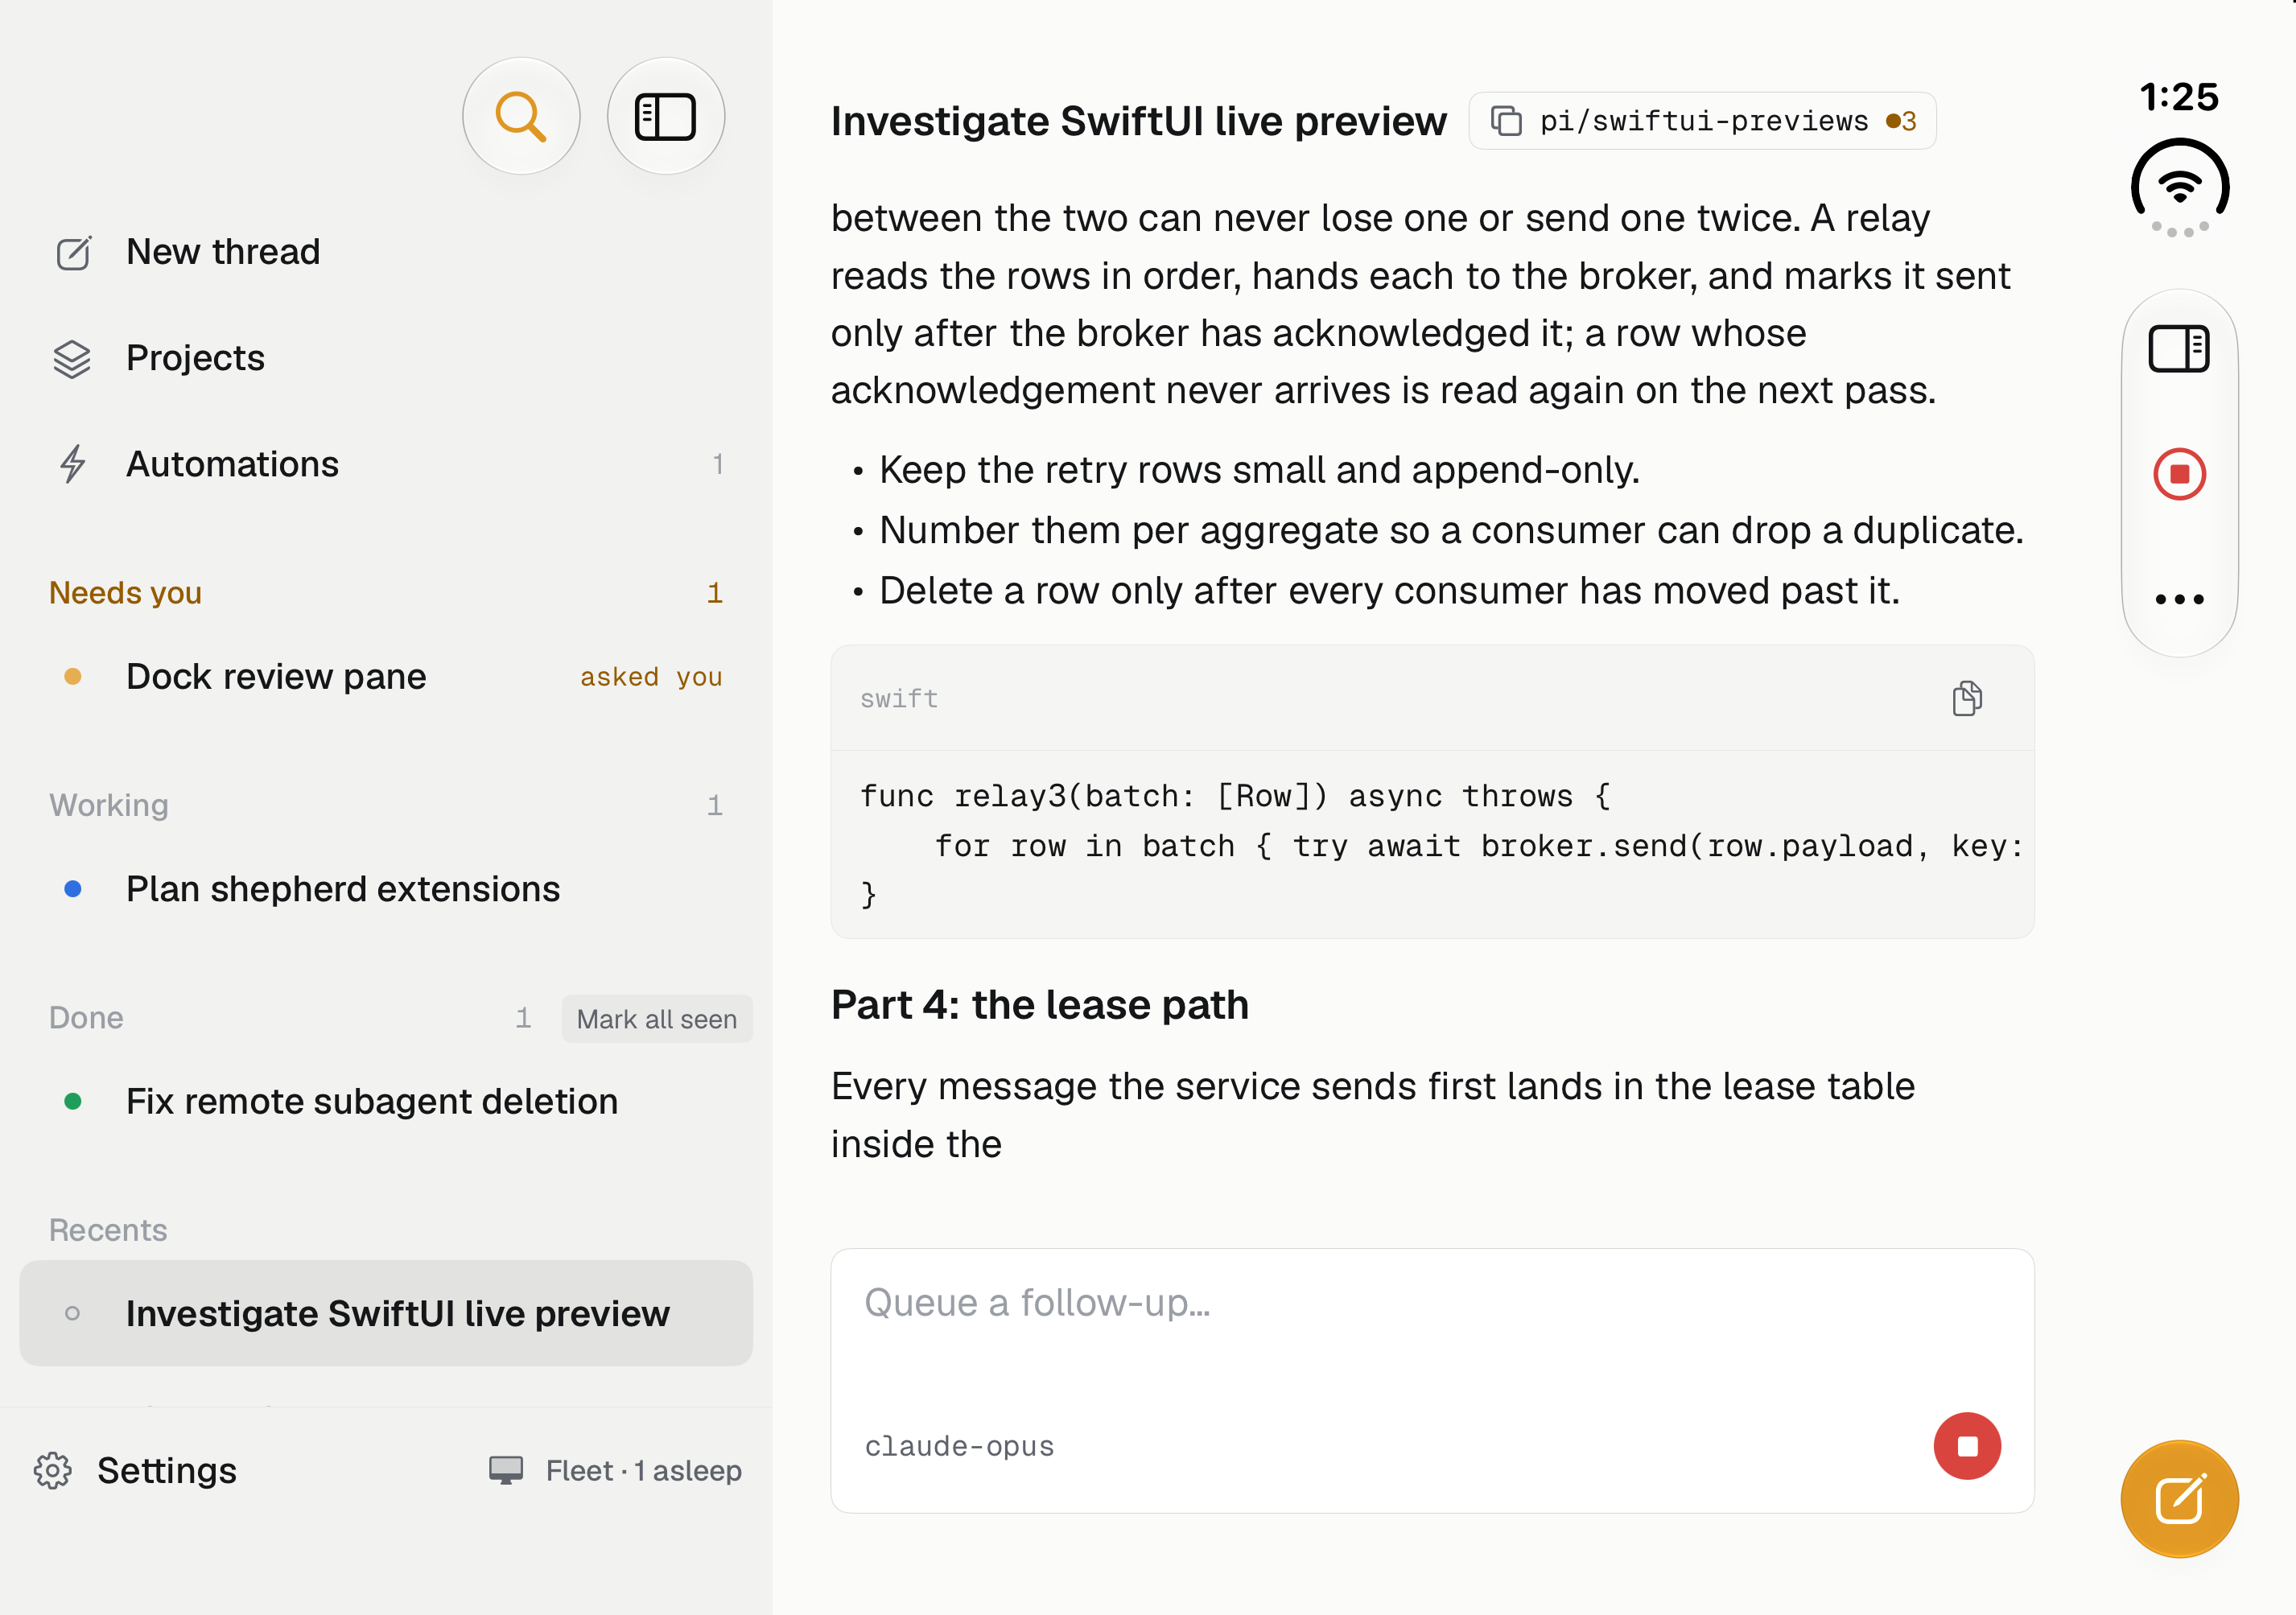 New thread
Projects
Automations 1
Needs you 1
Dock review pane asked you
Working 1
Plan shepherd extensions
Done 1 Mark all seen
Fix remote subagent deletion
Recents
Investigate SwiftUI live preview
Settings Fleet · 1 asleep
Investigate SwiftUI live preview pi/swiftui-previews 3
between the two can never lose one or send one twice. A relay
reads the rows in order, hands each to the broker, and marks it sent
only after the broker has acknowledged it; a row whose
acknowledgement never arrives is read again on the next pass.
• Keep the retry rows small and append-only.
• Number them per aggregate so a consumer can drop a duplicate.
• Delete a row only after every consumer has moved past it.
swift
func relay3(batch: [Row]) async throws {
    for row in batch { try await broker.send(row.payload, key:
}
Part 4: the lease path
Every message the service sends first lands in the lease table
inside the
Queue a follow-up…
claude-opus
1:25